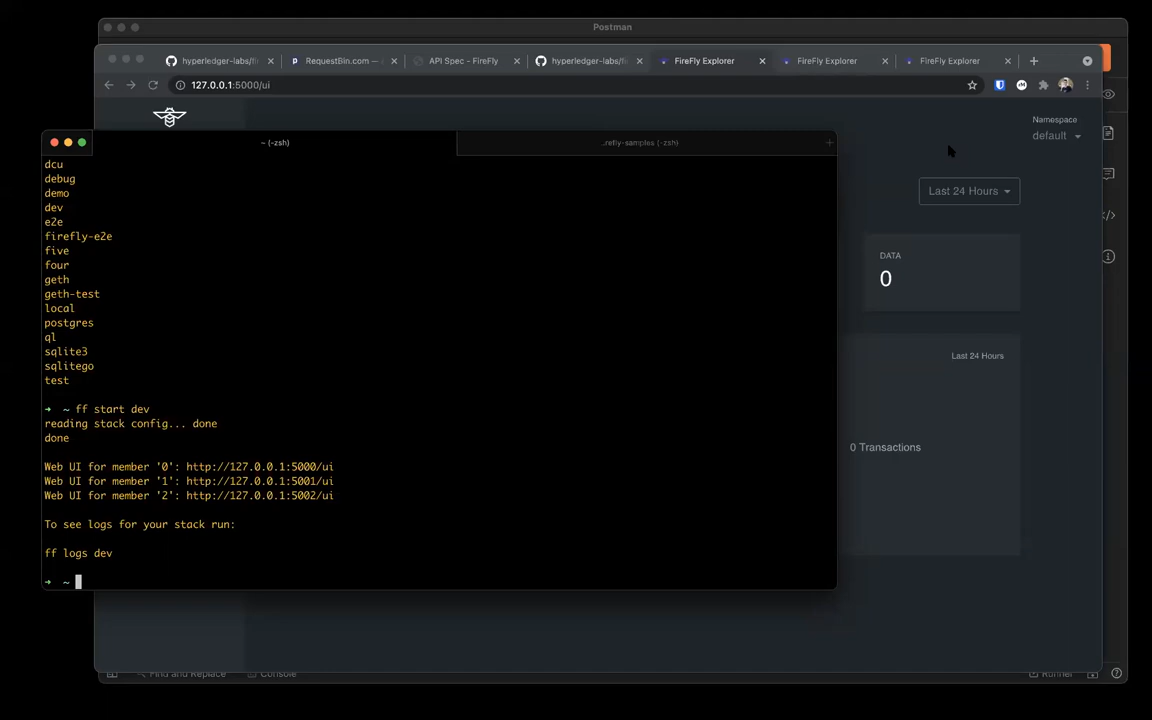 Postman
hyperledger-labs/fi
RequestBin.com —
API Spec - FireFly
hyperledger-labs/fi
FireFly Explorer
FireFly Explorer
FireFly Explorer
127.0.0.1:5000/ui
Namespace
default
Last 24 Hours
DATA
0
Last 24 Hours
0 Transactions
~ (-zsh)
..refly-samples (-zsh)
dcu
debug
demo
dev
e2e
firefly-e2e
five
four
geth
geth-test
local
postgres
ql
sqlite3
sqlitego
test
➜ ~ ff start dev
reading stack config... done
done
Web UI for member '0': http://127.0.0.1:5000/ui
Web UI for member '1': http://127.0.0.1:5001/ui
Web UI for member '2': http://127.0.0.1:5002/ui
To see logs for your stack run:
ff logs dev
➜ ~
Find and Replace
Console
Runner